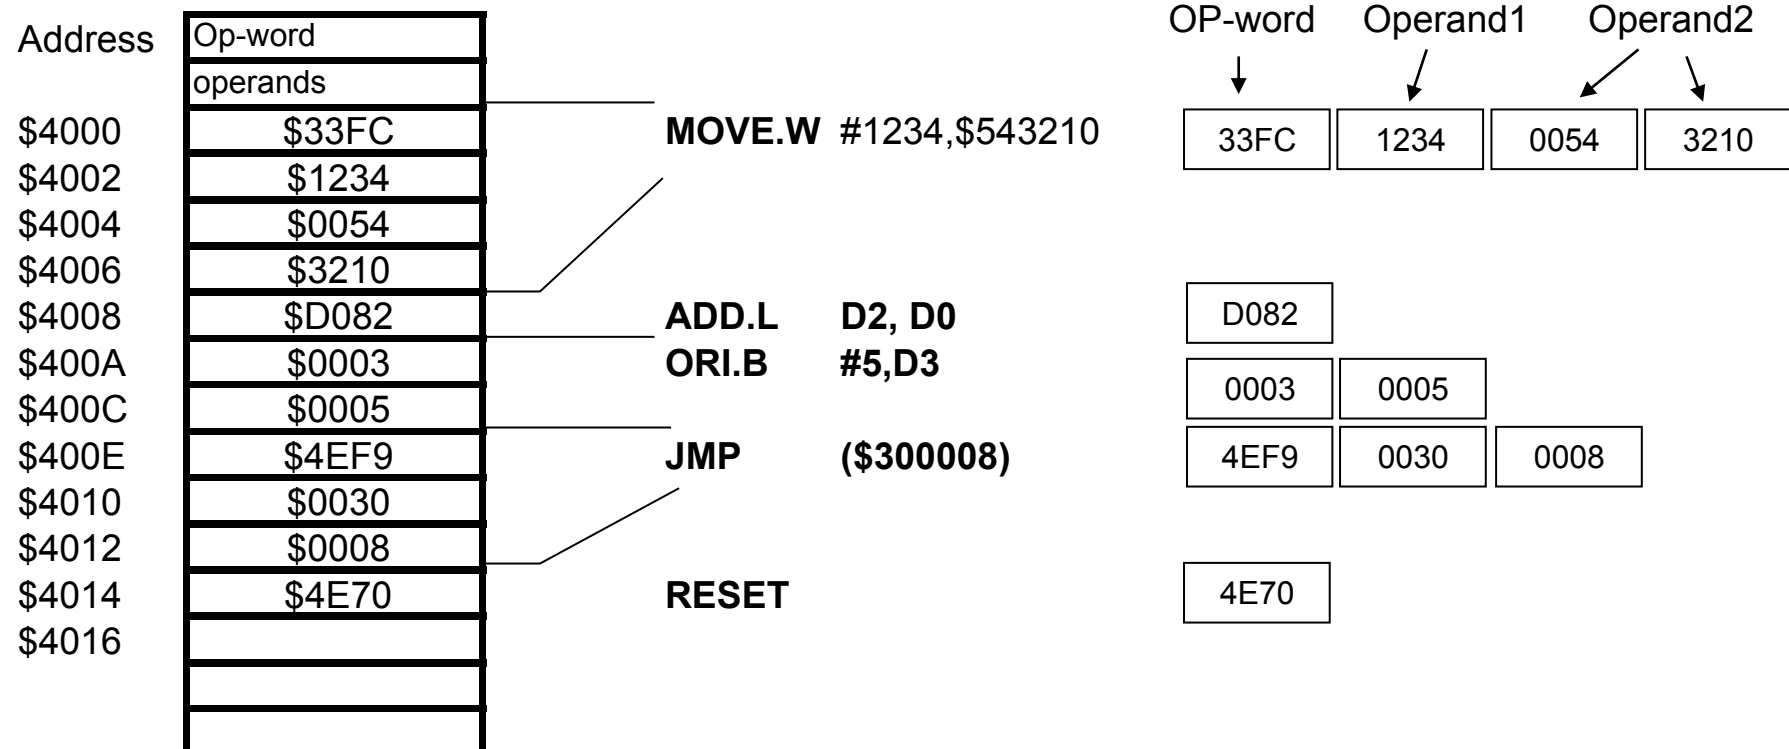 OP-word Operand1 Operand2
Address Op-word
operands
$4000 $33FC MOVE.W #1234,$543210 33FC 1234 0054 3210
$4002 $1234
$4004 $0054
$4006 $3210
$4008 $D082 ADD.L D2, D0 D082
$400A $0003 ORI.B #5,D3 0003 0005
$400C $0005
$400E $4EF9 JMP ($300008) 4EF9 0030 0008
$4010 $0030
$4012 $0008
$4014 $4E70 RESET 4E70
$4016